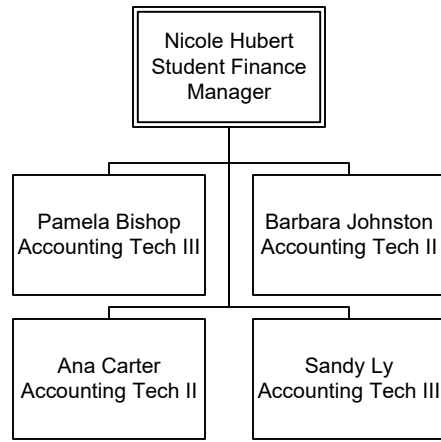 Nicole Hubert
Student Finance
Manager
Pamela Bishop
Accounting Tech III
Barbara Johnston
Accounting Tech II
Ana Carter
Accounting Tech II
Sandy Ly
Accounting Tech III